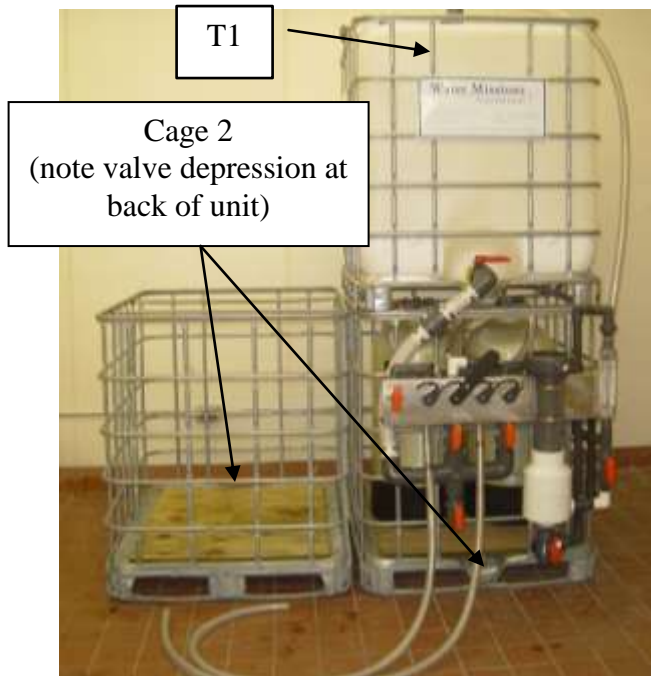 T1
Cage 2
(note valve depression at
back of unit)
Water Missions